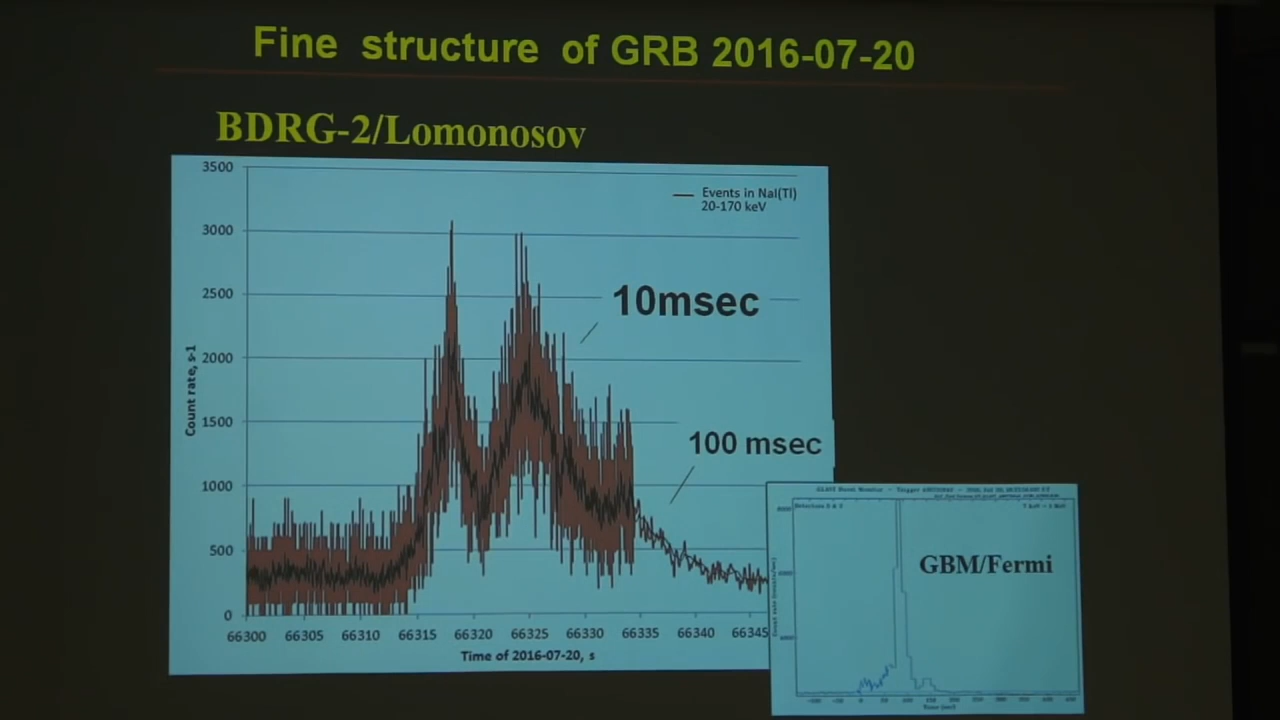 Fine structure of GRB 2016-07-20
BDRG-2/Lomonosov
3500
3000
2500
2000
1500
1000
500
0
Count rate, s-1
Events in NaI(Tl)
20-170 keV
10msec
100 msec
66300 66305 66310 66315 66320 66325 66330 66335 66340 66345
Time of 2016-07-20, s
GBM/Fermi